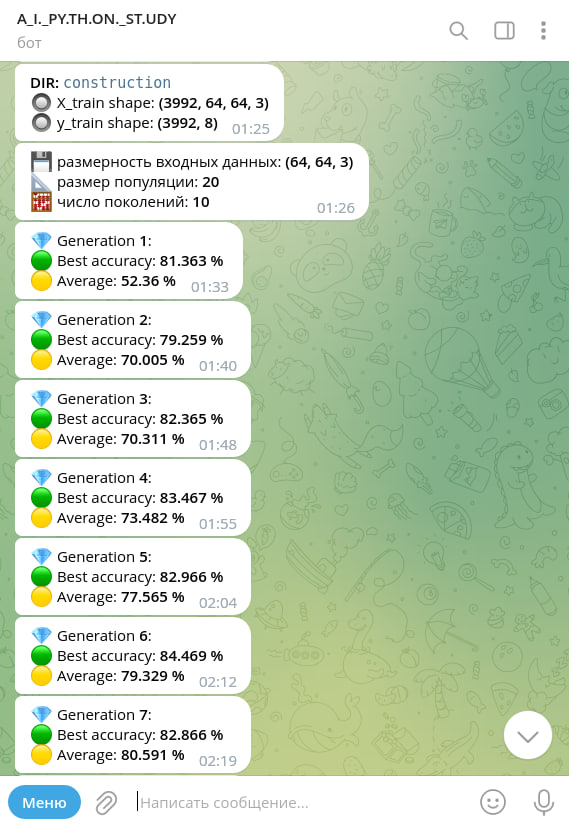 A_I._PY.TH.ON._ST.UDY
бот
DIR: construction
X_train shape: (3992, 64, 64, 3)
y_train shape: (3992, 8)
01:25
размерность входных данных: (64, 64, 3)
размер популяции: 20
число поколений: 10
01:26
Generation 1:
Best accuracy: 81.363 %
Average: 52.36 %
01:33
Generation 2:
Best accuracy: 79.259 %
Average: 70.005 %
01:40
Generation 3:
Best accuracy: 82.365 %
Average: 70.311 %
01:48
Generation 4:
Best accuracy: 83.467 %
Average: 73.482 %
01:55
Generation 5:
Best accuracy: 82.966 %
Average: 77.565 %
02:04
Generation 6:
Best accuracy: 84.469 %
Average: 79.329 %
02:12
Generation 7:
Best accuracy: 82.866 %
Average: 80.591 %
02:19
Меню
Написать сообщение...